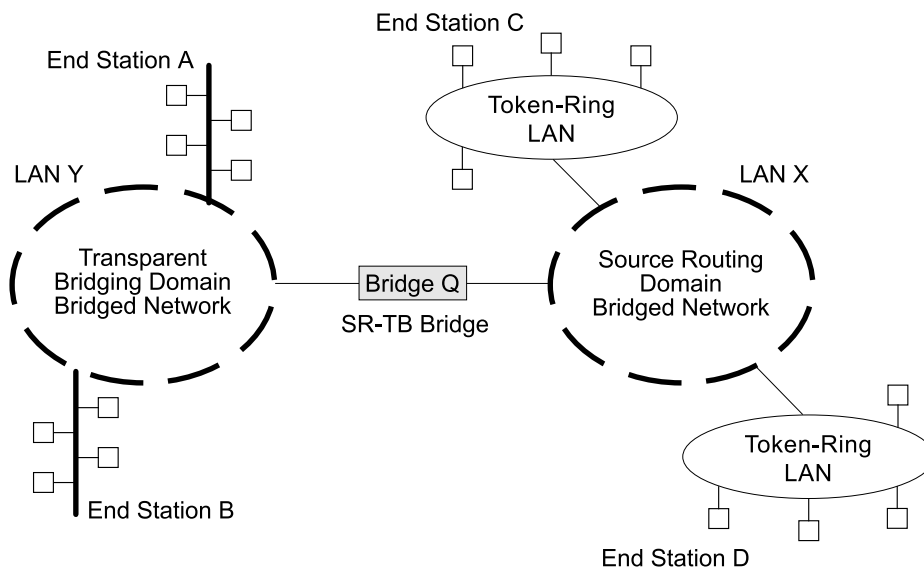 End Station C
End Station A
Token-Ring
LAN
LAN Y
LAN X
Transparent
Bridging Domain
Bridged Network
Bridge Q
SR-TB Bridge
Source Routing
Domain
Bridged Network
Token-Ring
LAN
End Station B
End Station D